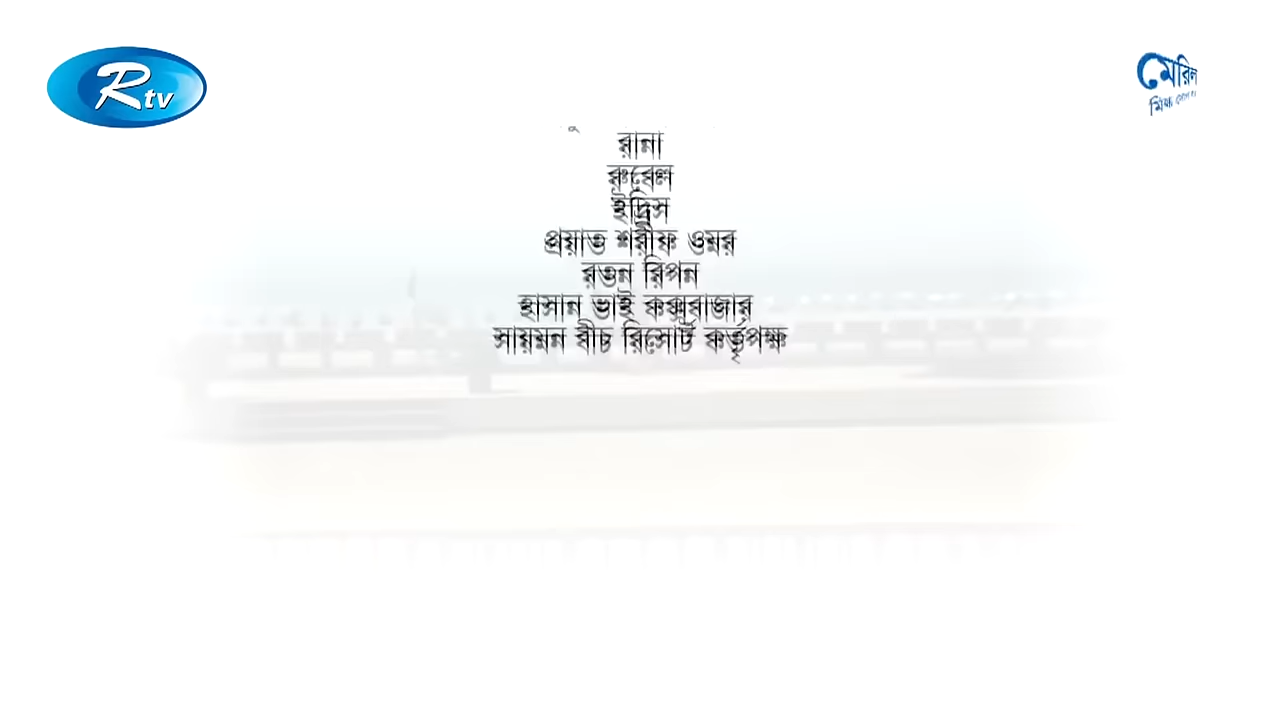 Rtv
মেরিল
মিল্ক
রানা
রুবেল
ইদ্রিস
প্রয়াত শরীফ ওমর
রতন রিপন
হাসান ভাই কক্সবাজার
সায়মন বীচ রিসোর্ট কর্তৃপক্ষ